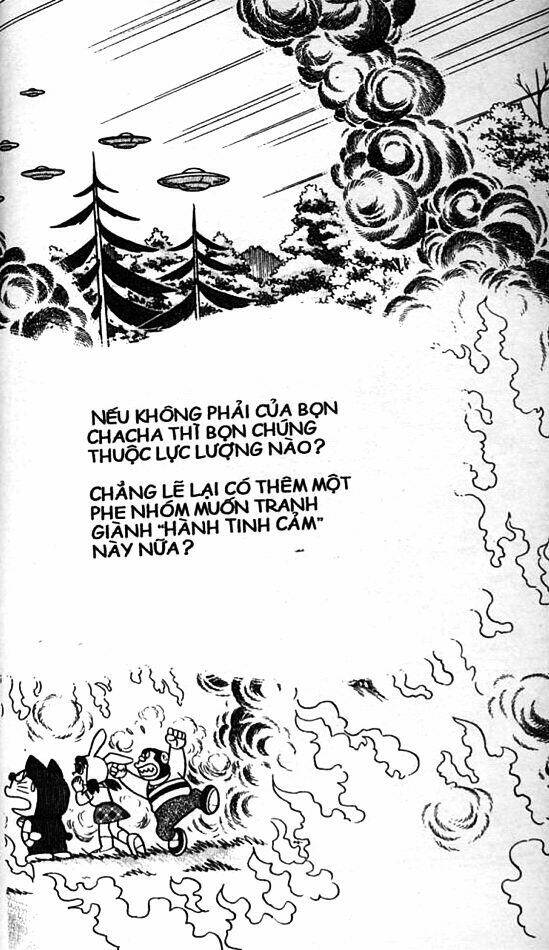 NẾU KHÔNG PHẢI CỦA BỌN
CHACHA THÌ BỌN CHÚNG
THUỘC LỰC LƯỢNG NÀO?
CHẲNG LẼ LẠI CÓ THÊM MỘT
PHE NHÓM MUỐN TRANH
GIÀNH "HÀNH TINH CẢM"
NÀY NỮA?